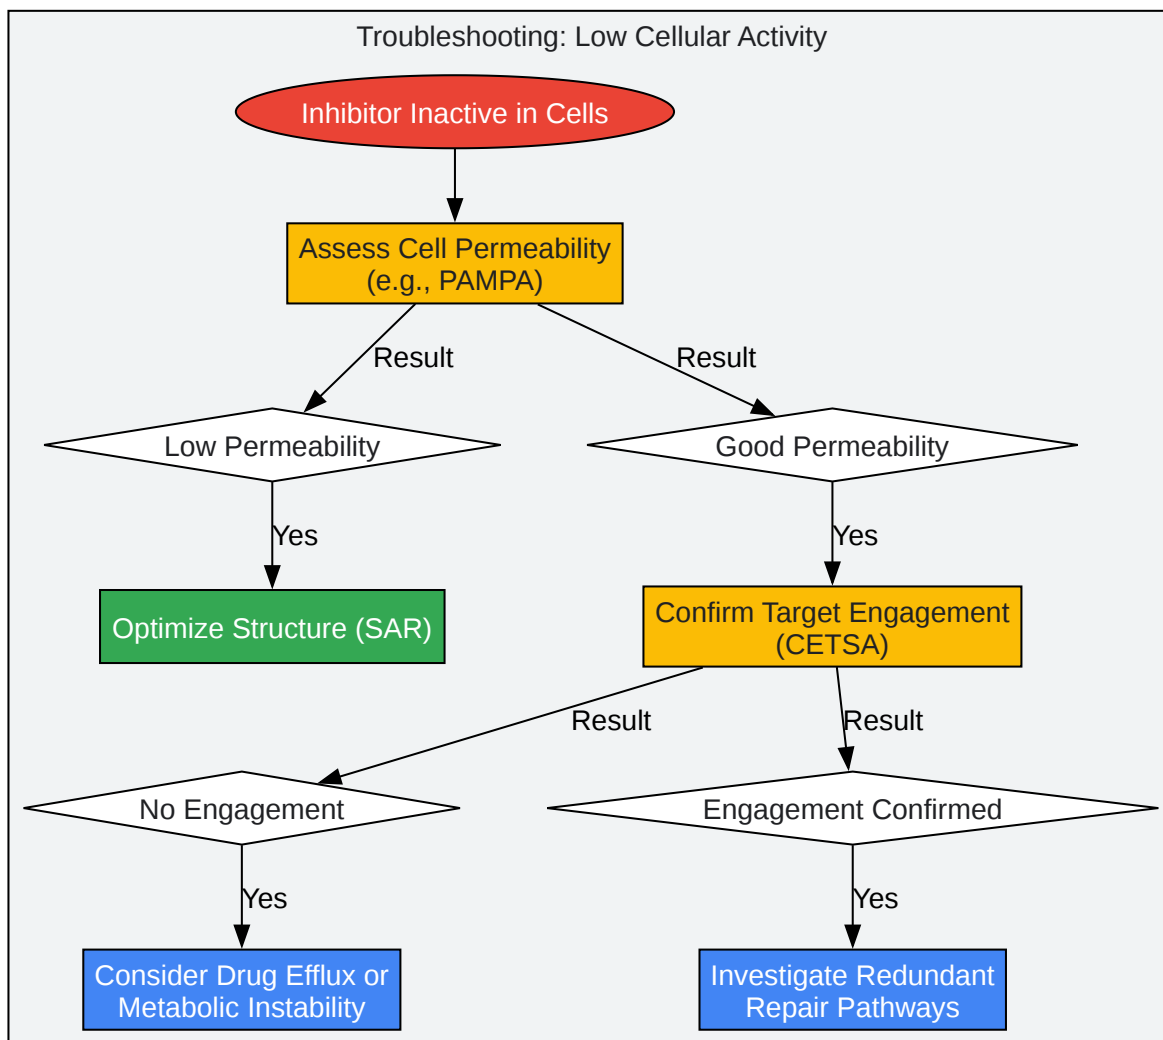 Troubleshooting: Low Cellular Activity
Inhibitor Inactive in Cells
Assess Cell Permeability
(e.g., PAMPA)
Result
Result
Low Permeability
Good Permeability
Yes
Yes
Optimize Structure (SAR)
Confirm Target Engagement
(CETSA)
Result
Result
No Engagement
Engagement Confirmed
Yes
Yes
Consider Drug Efflux or
Metabolic Instability
Investigate Redundant
Repair Pathways